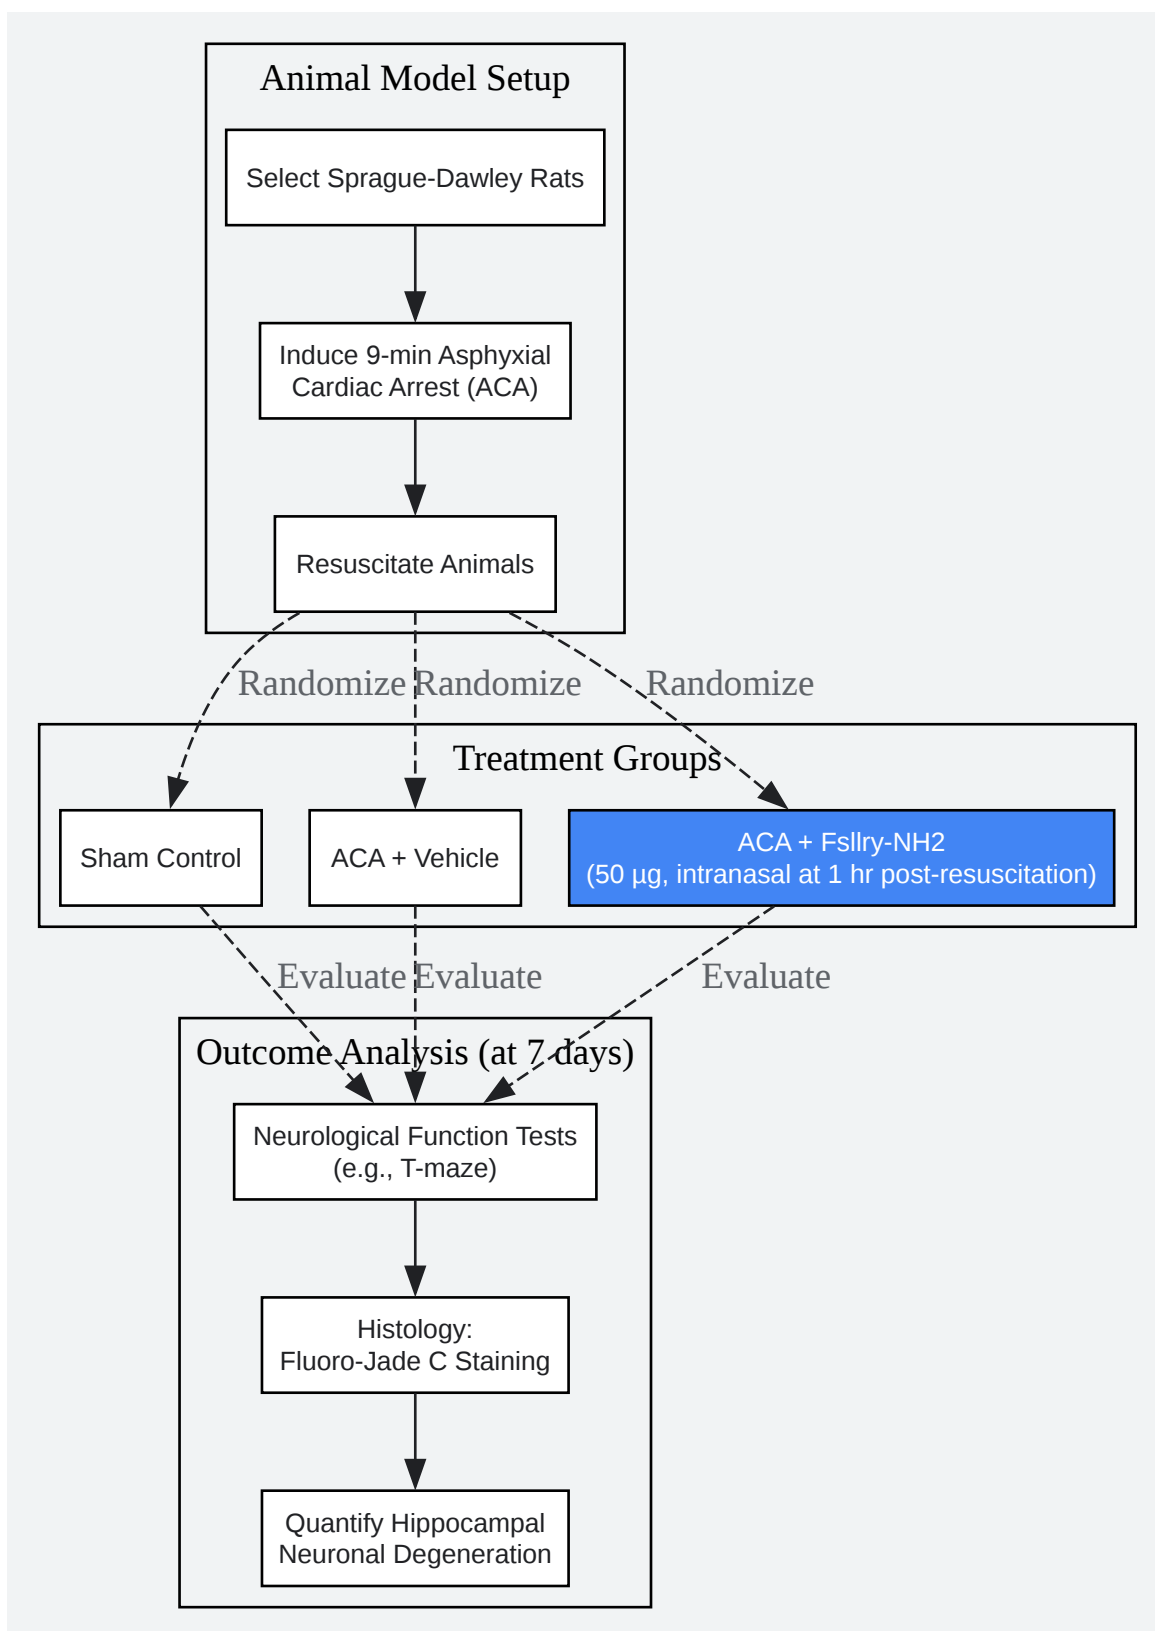 Animal Model Setup
Select Sprague-Dawley Rats
Induce 9-min Asphyxial
Cardiac Arrest (ACA)
Resuscitate Animals
Randomize
Randomize
Randomize
Treatment Groups
Sham Control
ACA + Vehicle
ACA + Fsllry-NH2
(50 µg, intranasal at 1 hr post-resuscitation)
Evaluate
Evaluate
Evaluate
Outcome Analysis (at 7 days)
Neurological Function Tests
(e.g., T-maze)
Histology:
Fluoro-Jade C Staining
Quantify Hippocampal
Neuronal Degeneration